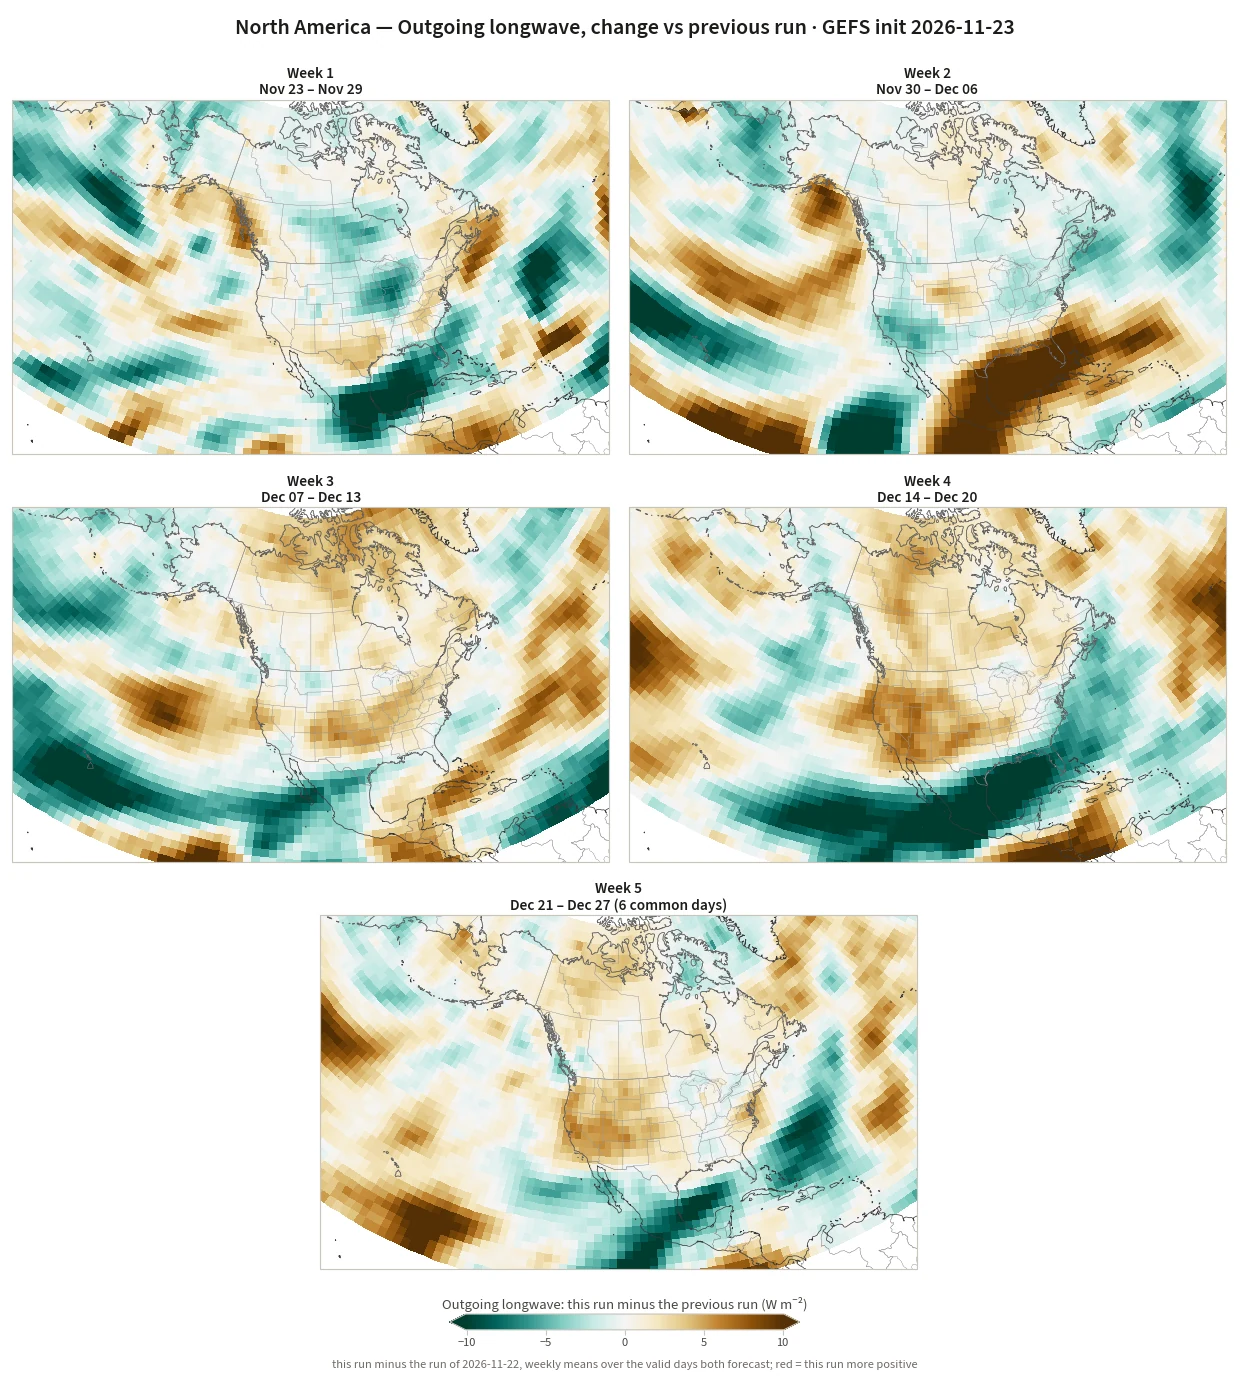 North America — Outgoing longwave, change vs previous run · GEFS init 2026-11-23
Week 1
Nov 23 – Nov 29
Week 2
Nov 30 – Dec 06
Week 3
Dec 07 – Dec 13
Week 4
Dec 14 – Dec 20
Week 5
Dec 21 – Dec 27 (6 common days)
Outgoing longwave: this run minus the previous run (W m⁻²)
−10 −5 0 5 10
this run minus the run of 2026-11-22, weekly means over the valid days both forecast; red = this run more positive